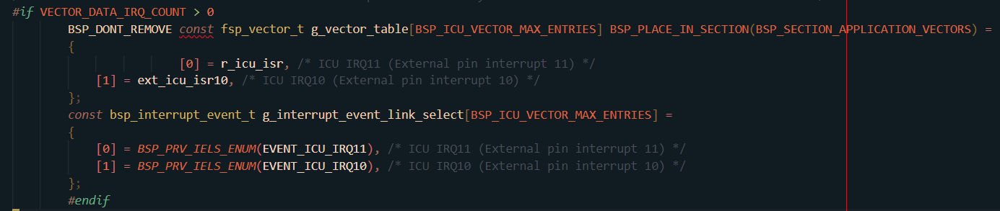 #if VECTOR_DATA_IRQ_COUNT > 0
BSP_DONT_REMOVE const fsp_vector_t g_vector_table[BSP_ICU_VECTOR_MAX_ENTRIES] BSP_PLACE_IN_SECTION(BSP_SECTION_APPLICATION_VECTORS) =
{
[0] = r_icu_isr, /* ICU IRQ11 (External pin interrupt 11) */
[1] = ext_icu_isr10, /* ICU IRQ10 (External pin interrupt 10) */
};
const bsp_interrupt_event_t g_interrupt_event_link_select[BSP_ICU_VECTOR_MAX_ENTRIES] =
{
[0] = BSP_PRV_IELS_ENUM(EVENT_ICU_IRQ11), /* ICU IRQ11 (External pin interrupt 11) */
[1] = BSP_PRV_IELS_ENUM(EVENT_ICU_IRQ10), /* ICU IRQ10 (External pin interrupt 10) */
};
#endif